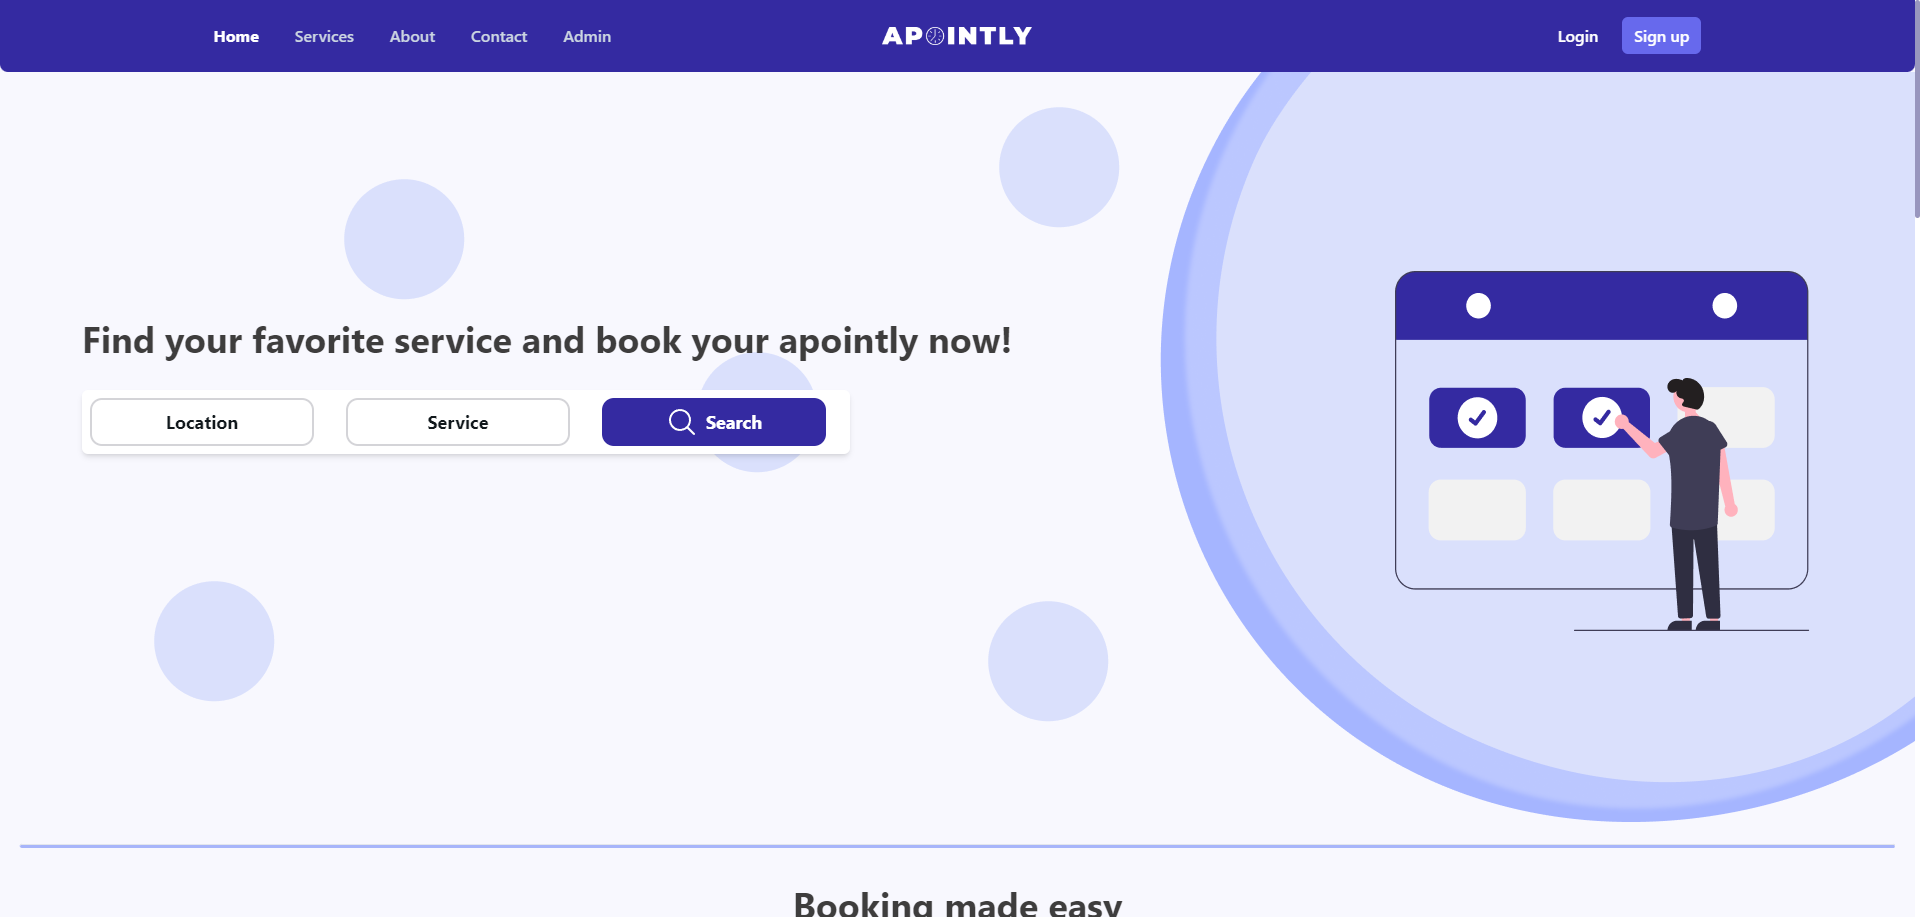 Home Services About Contact Admin APOINTLY Login Sign up
Find your favorite service and book your apointly now!
Location Service Search
Booking made easy